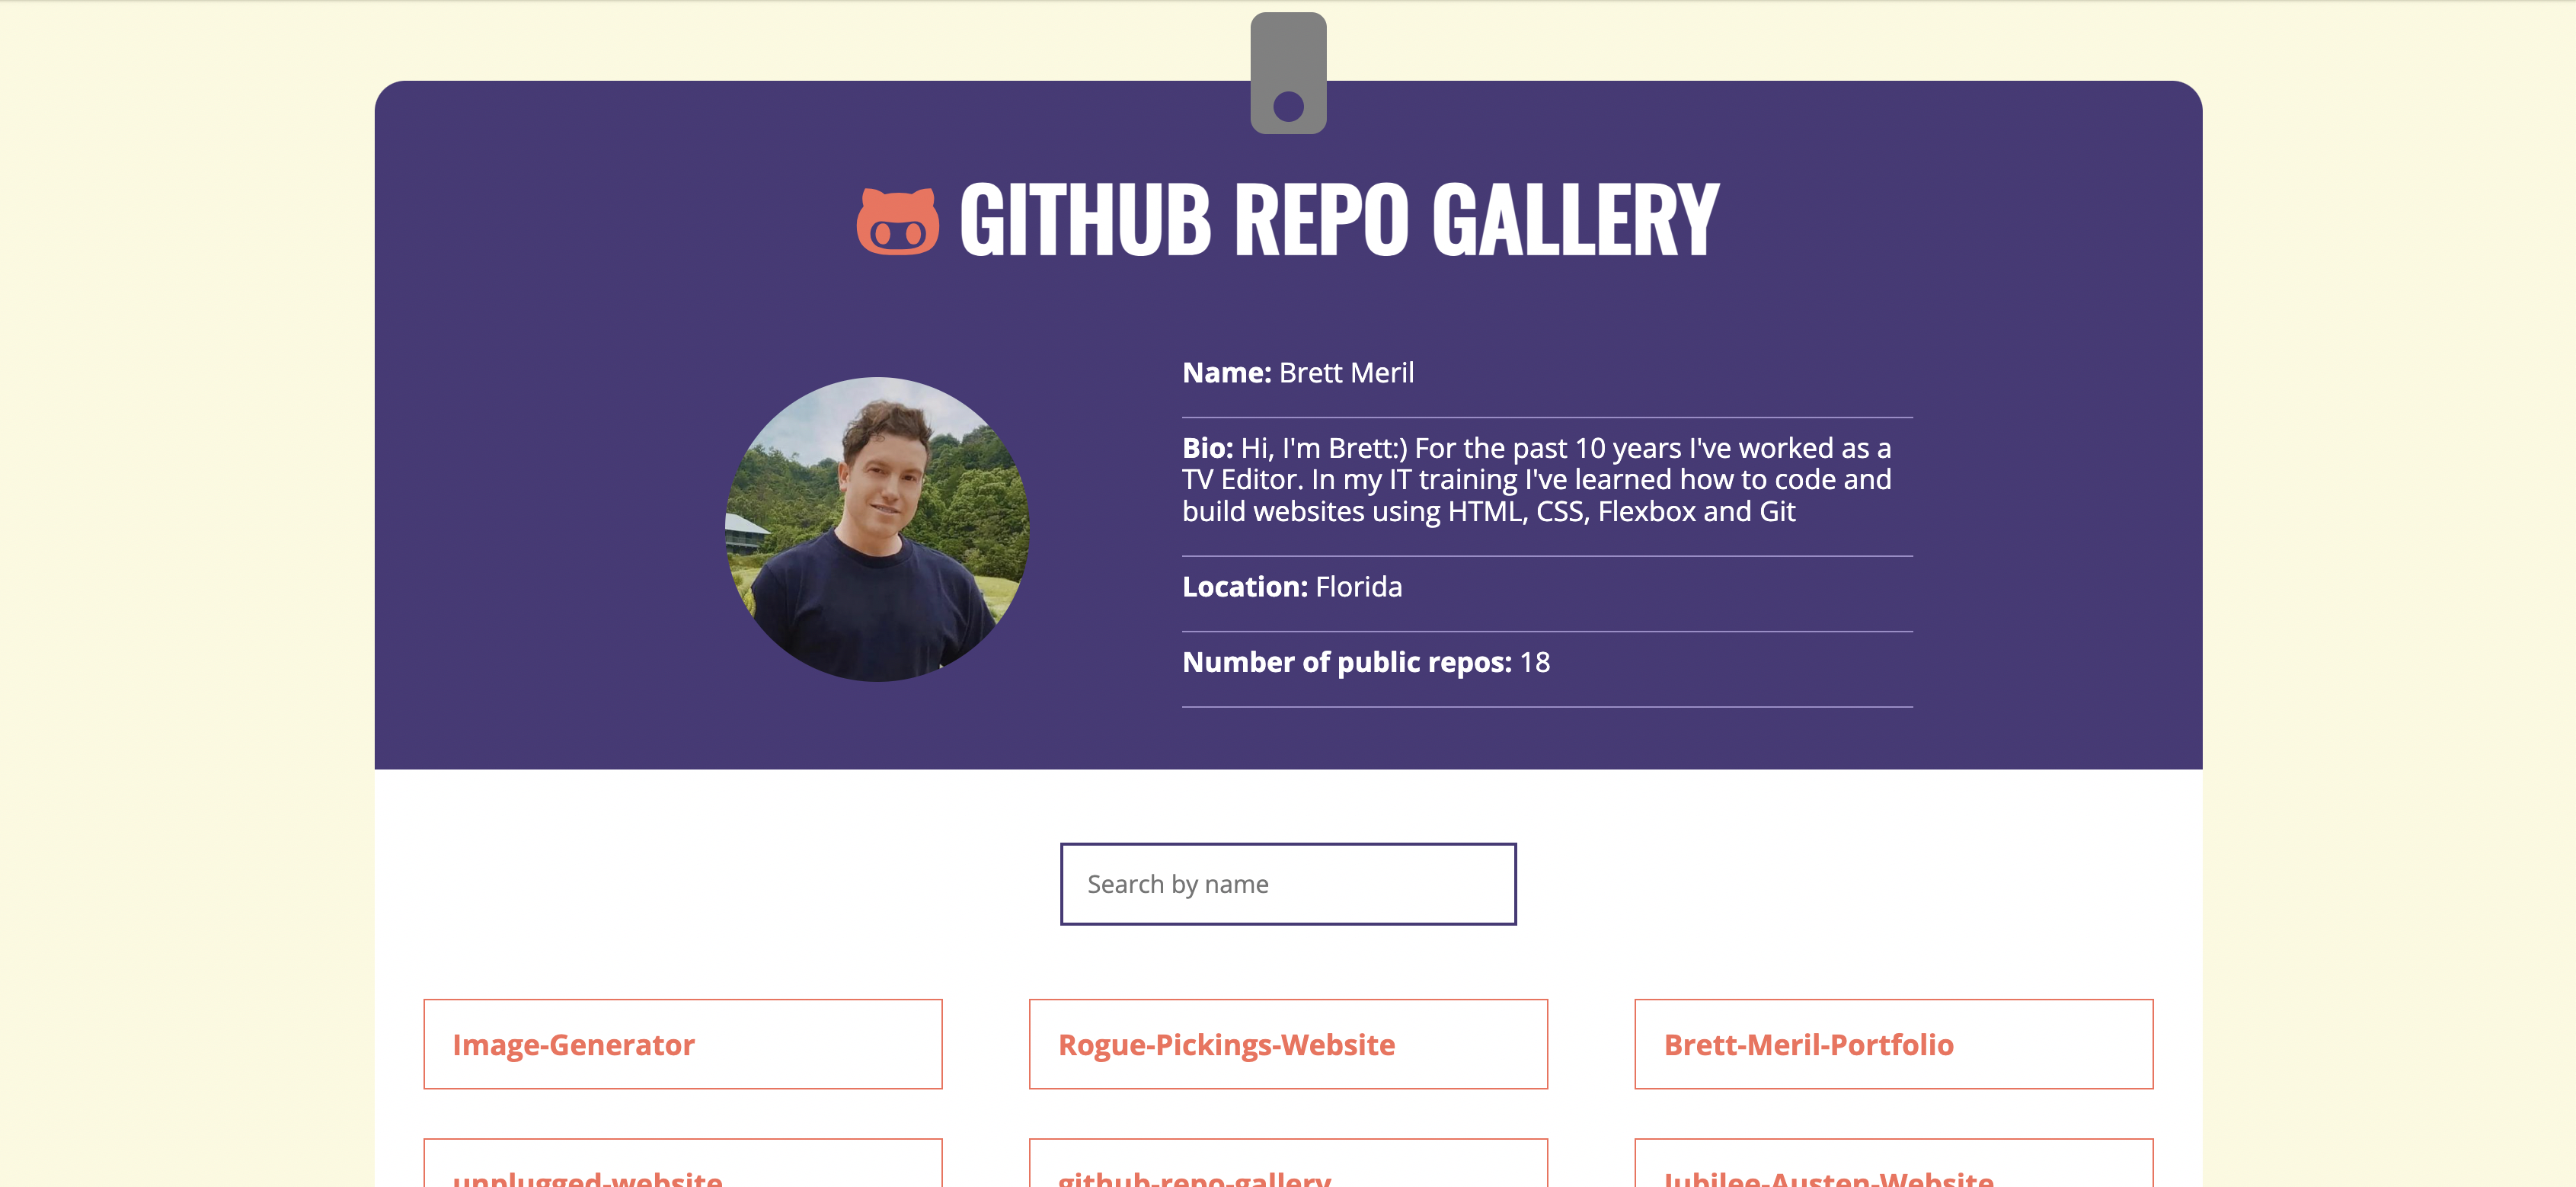 GITHUB REPO GALLERY
Name: Brett Meril
Bio: Hi, I'm Brett:) For the past 10 years I've worked as a
TV Editor. In my IT training I've learned how to code and
build websites using HTML, CSS, Flexbox and Git
Location: Florida
Number of public repos: 18
Search by name
Image-Generator
Rogue-Pickings-Website
Brett-Meril-Portfolio
unplugged-website
github-repo-gallery
Jubilee-Austen-Website